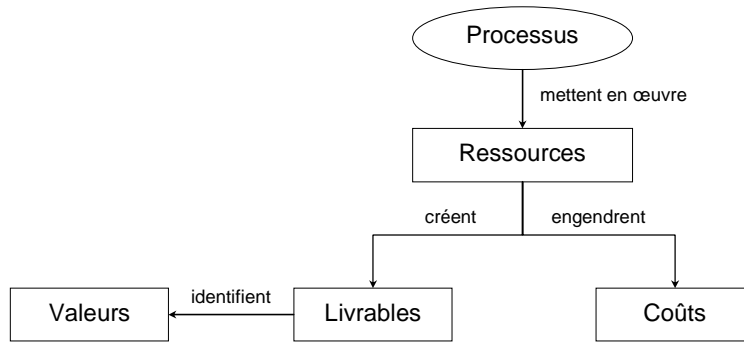 Processus
mettent en œuvre
Ressources
créent
engendrent
identifient
Valeurs
Livrables
Coûts